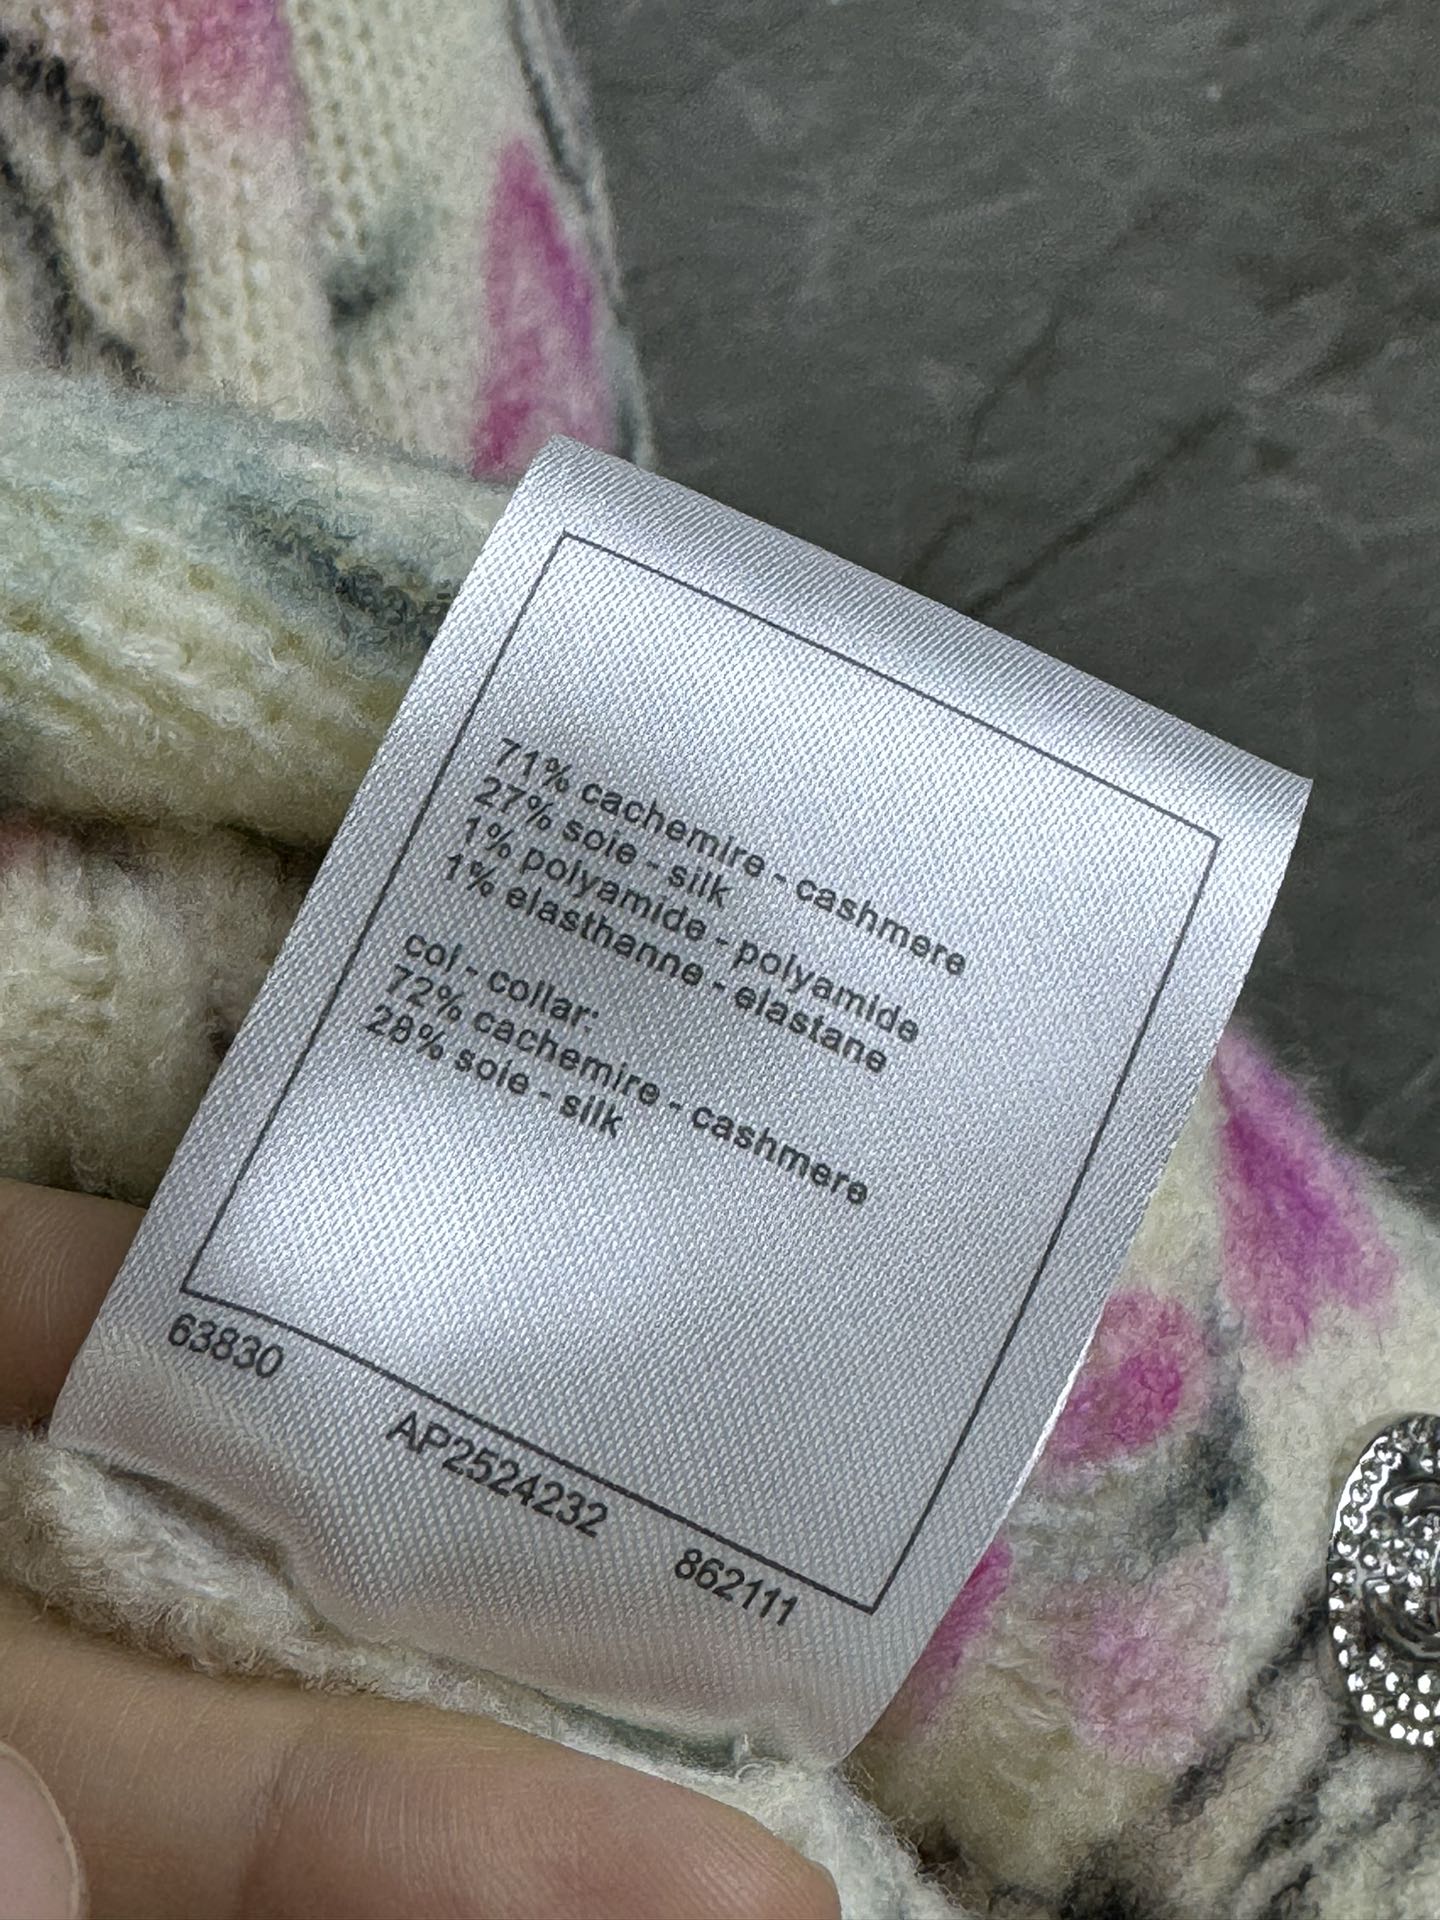 71% cachemire - cashmere
27% soie - silk
1% polyamide - polyamide
1% elasthanne - elastane
col - collar:
72% cachemire - cashmere
28% soie - silk
63830 AP2524232 862111